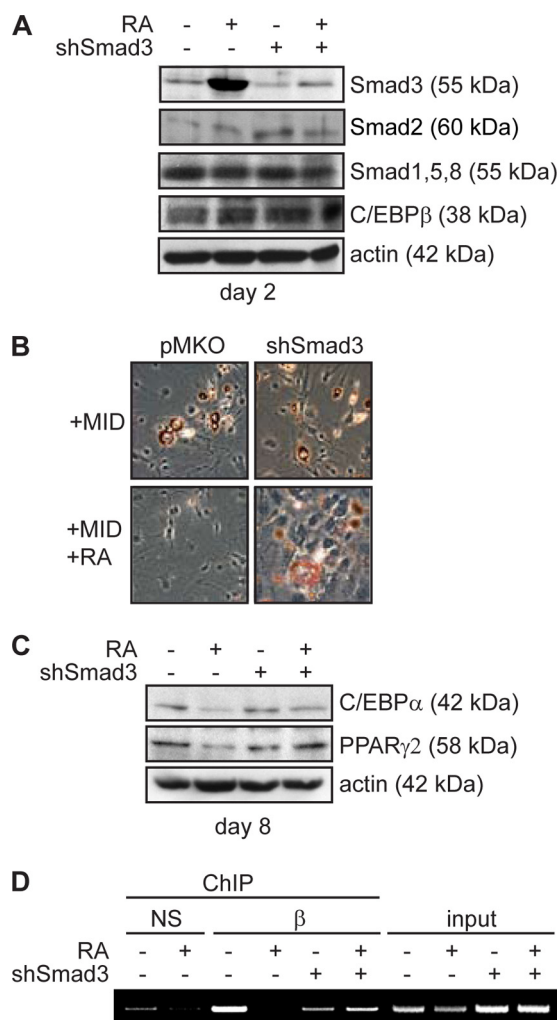 A
RA - + - +
shSmad3 - - + +
Smad3 (55 kDa)
Smad2 (60 kDa)
Smad1,5,8 (55 kDa)
C/EBPβ (38 kDa)
actin (42 kDa)
day 2
B
pMKO shSmad3
+MID
+MID
+RA
C
RA - + - +
shSmad3 - - + +
C/EBPα (42 kDa)
PPARγ2 (58 kDa)
actin (42 kDa)
day 8
D
ChIP
NS β input
RA - + - + - + - + - +
shSmad3 - - - - + + - - + +